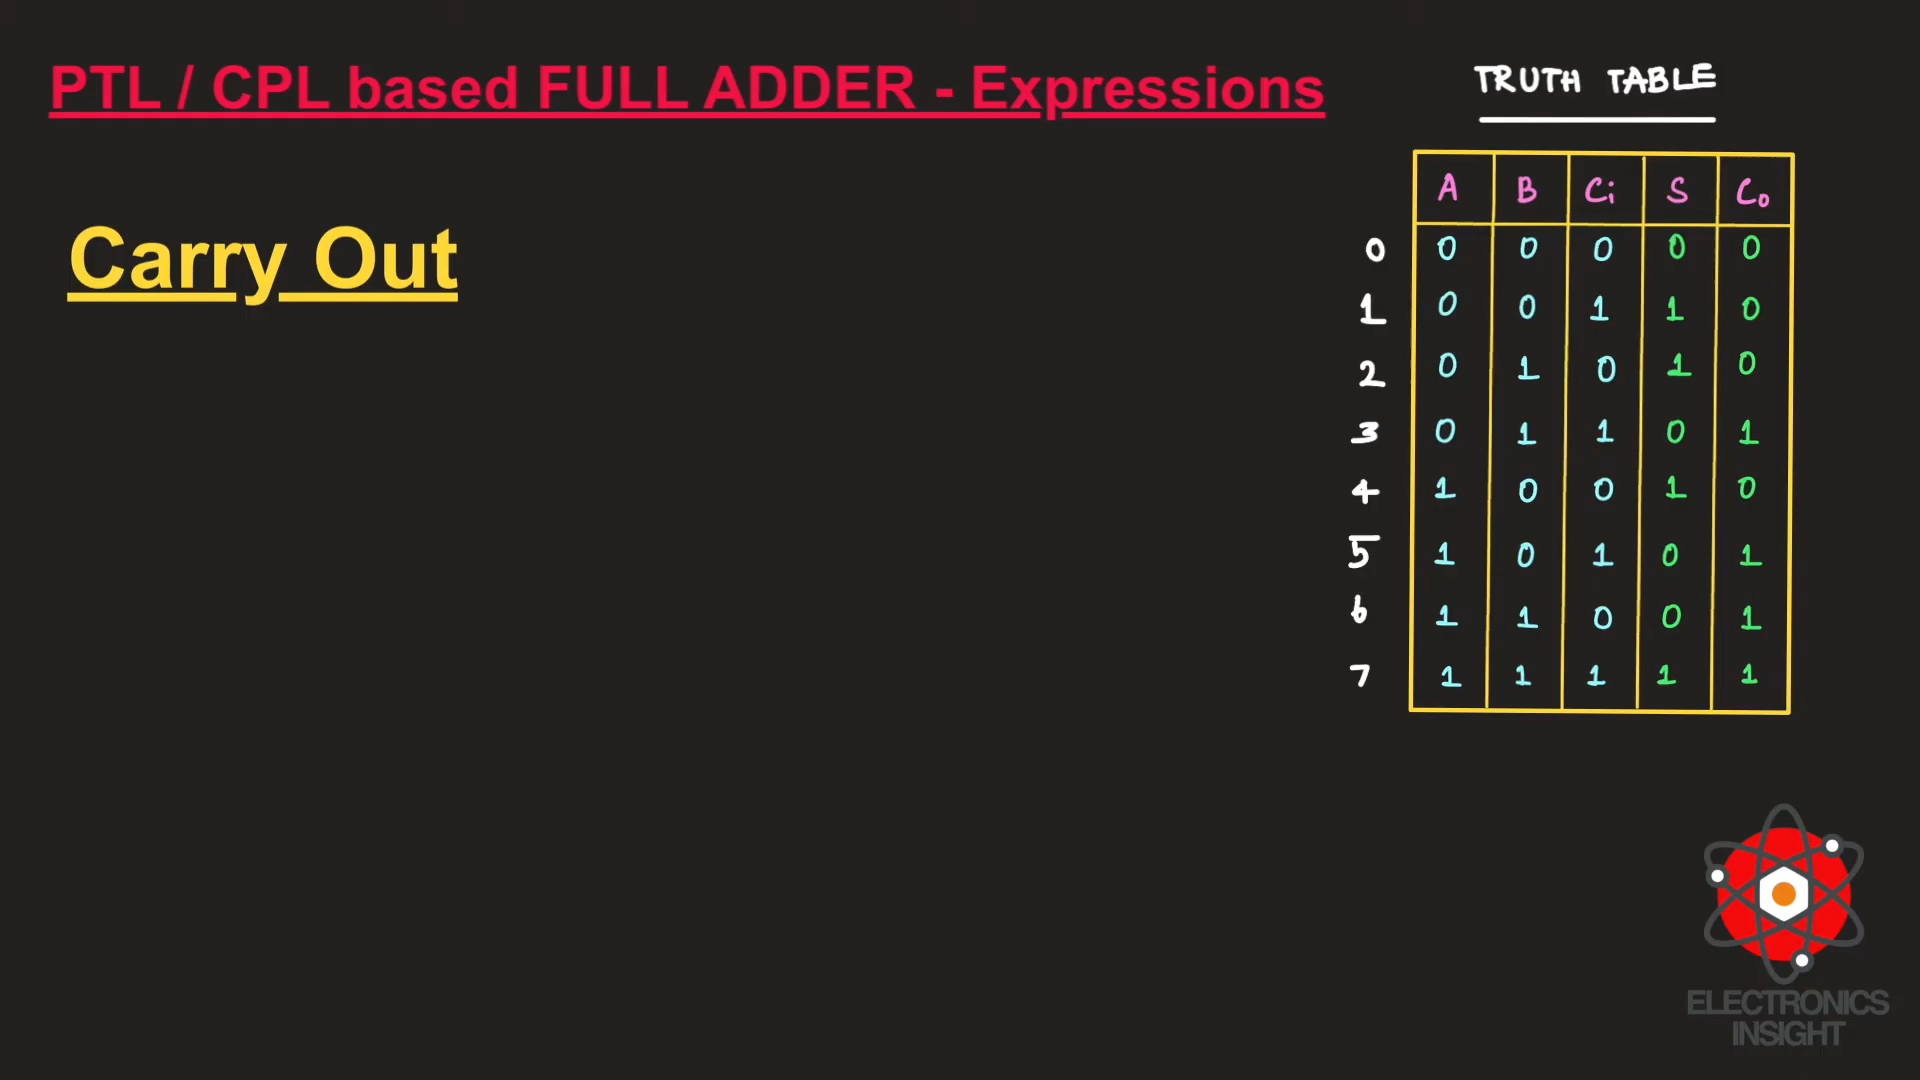 PTL / CPL based FULL ADDER - Expressions
TRUTH TABLE
Carry Out
A B Ci S Co
0 0 0 0 0 0
1 0 0 1 1 0
2 0 1 0 1 0
3 0 1 1 0 1
4 1 0 0 1 0
5 1 0 1 0 1
6 1 1 0 0 1
7 1 1 1 1 1
ELECTRONICS
INSIGHT